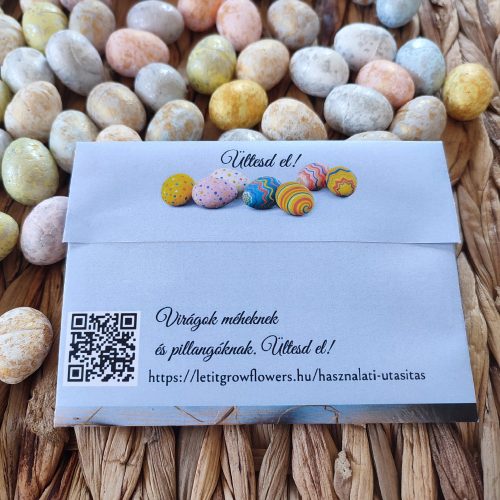 Ültesd el!
Virágok méheknek
és pillangóknak. Ültesd el!
https://letitgrowflowers.hu/hasznalati-utasitas